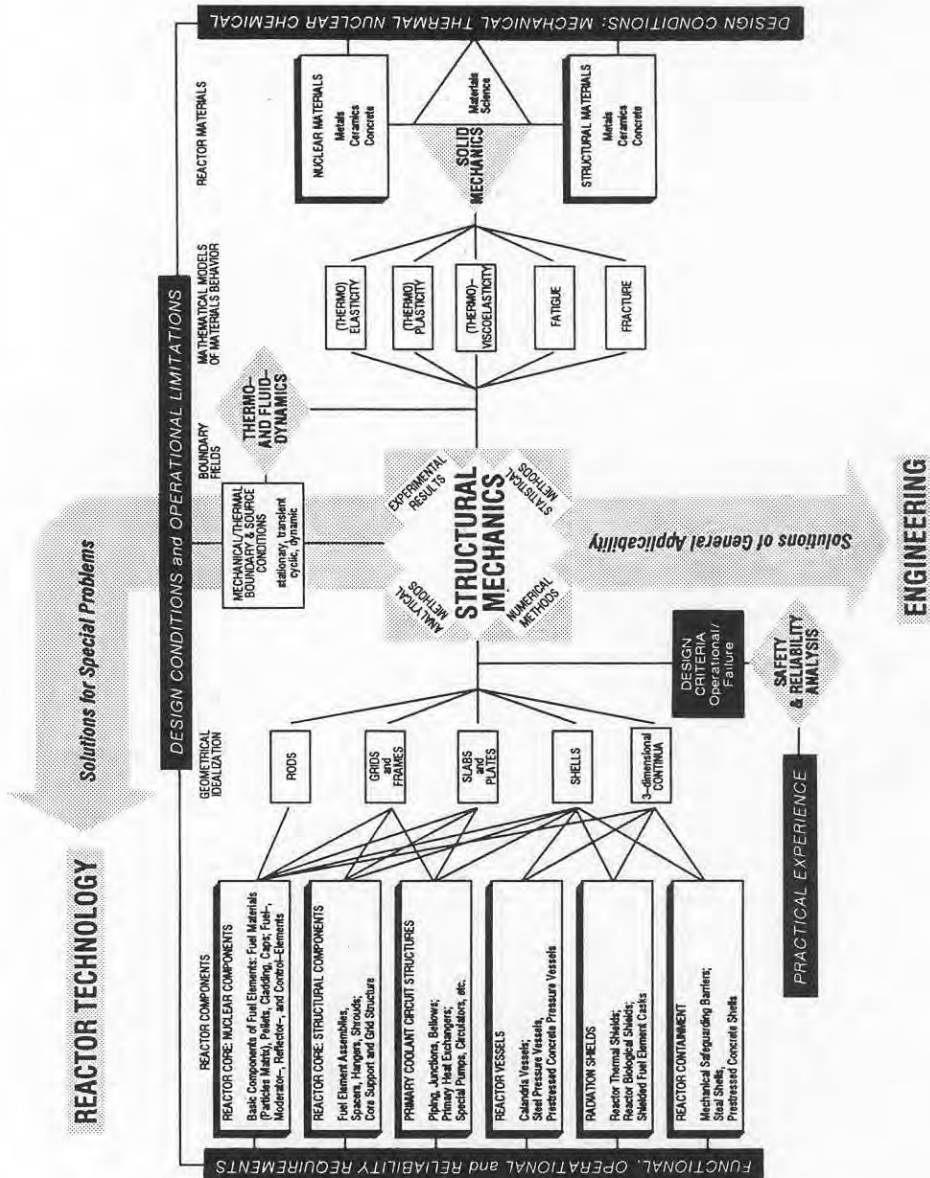 REACTOR TECHNOLOGY
Solutions for Special Problems
DESIGN CONDITIONS and OPERATIONAL LIMITATIONS
REACTOR COMPONENTS
GEOMETRICAL
IDEALIZATION
BOUNDARY
FIELDS
MATHEMATICAL MODELS
OF MATERIALS BEHAVIOR
REACTOR MATERIALS
FUNCTIONAL, OPERATIONAL and RELIABILITY REQUIREMENTS
REACTOR CORE: NUCLEAR COMPONENTS
Basic Components of Fuel Elements: Fuel Materials
(Particles Matrix), Pellets, Cladding, Caps; Fuel–,
Moderator–, Reflector–, and Control–Elements
REACTOR CORE: STRUCTURAL COMPONENTS
Fuel Element Assemblies,
Spacers, Hangers, Shrouds;
Core Support and Grid Structure
PRIMARY COOLANT CIRCUIT STRUCTURES
Piping, Junctions, Bellows;
Primary Heat Exchangers;
Special Pumps, Circulators, etc.
REACTOR VESSELS
Calandria Vessels;
Steel Pressure Vessels,
Prestressed Concrete Pressure Vessels
RADIATION SHIELDS
Reactor Thermal Shields;
Reactor Biological Shields;
Shielded Fuel Element Casks
REACTOR CONTAINMENT
Mechanical Safeguarding Barriers;
Steal Shells,
Prestressed Concrete Shells
RODS
GRIDS
and
FRAMES
SLABS
and
PLATES
SHELLS
3–dimensional
CONTINUA
MECHANICAL/THERMAL
BOUNDARY & SOURCE
CONDITIONS
stationary, transient
cyclic, dynamic
THERMO–
AND FLUID–
DYNAMICS
ANALYTICAL
METHODS
EXPERIMENTAL
RESULTS
STRUCTURAL
MECHANICS
NUMERICAL
METHODS
STATISTICAL
METHODS
(THERMO)
ELASTICITY
(THERMO)
PLASTICITY
(THERMO)–
VISCOELASTICITY
FATIGUE
FRACTURE
SOLID
MECHANICS
Materials
Science
NUCLEAR MATERIALS
Metals
Ceramics
Concrete
STRUCTURAL MATERIALS
Metals
Ceramics
Concrete
DESIGN CONDITIONS: MECHANICAL THERMAL NUCLEAR CHEMICAL
DESIGN
CRITERIA
Operational/
Failure
SAFETY
& RELIABILITY
ANALYSIS
PRACTICAL EXPERIENCE
Solutions of General Applicability
ENGINEERING